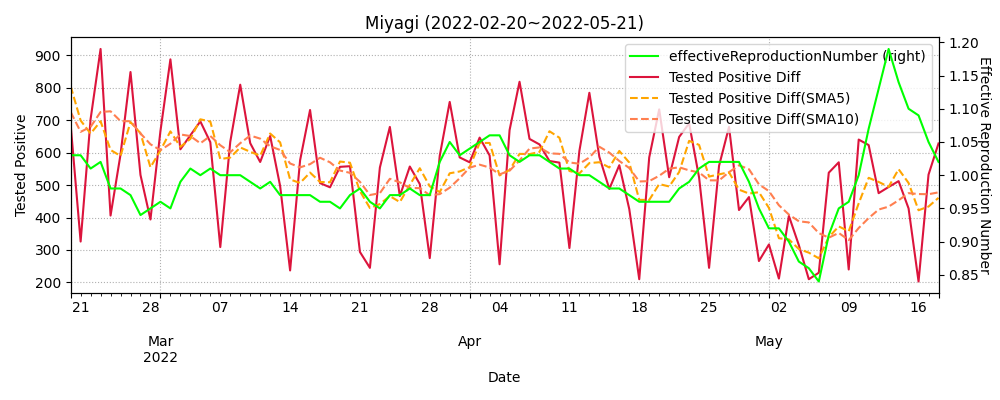 Miyagi (2022-02-20~2022-05-21)
effectiveReproductionNumber (right)
Tested Positive Diff
Tested Positive Diff(SMA5)
Tested Positive Diff(SMA10)
Tested Positive
900
800
700
600
500
400
300
200
Effective Reproduction Number
1.20
1.15
1.10
1.05
1.00
0.95
0.90
0.85
21 28 07 14 21 28 04 11 18 25 02 09 16
Mar Apr May
2022
Date